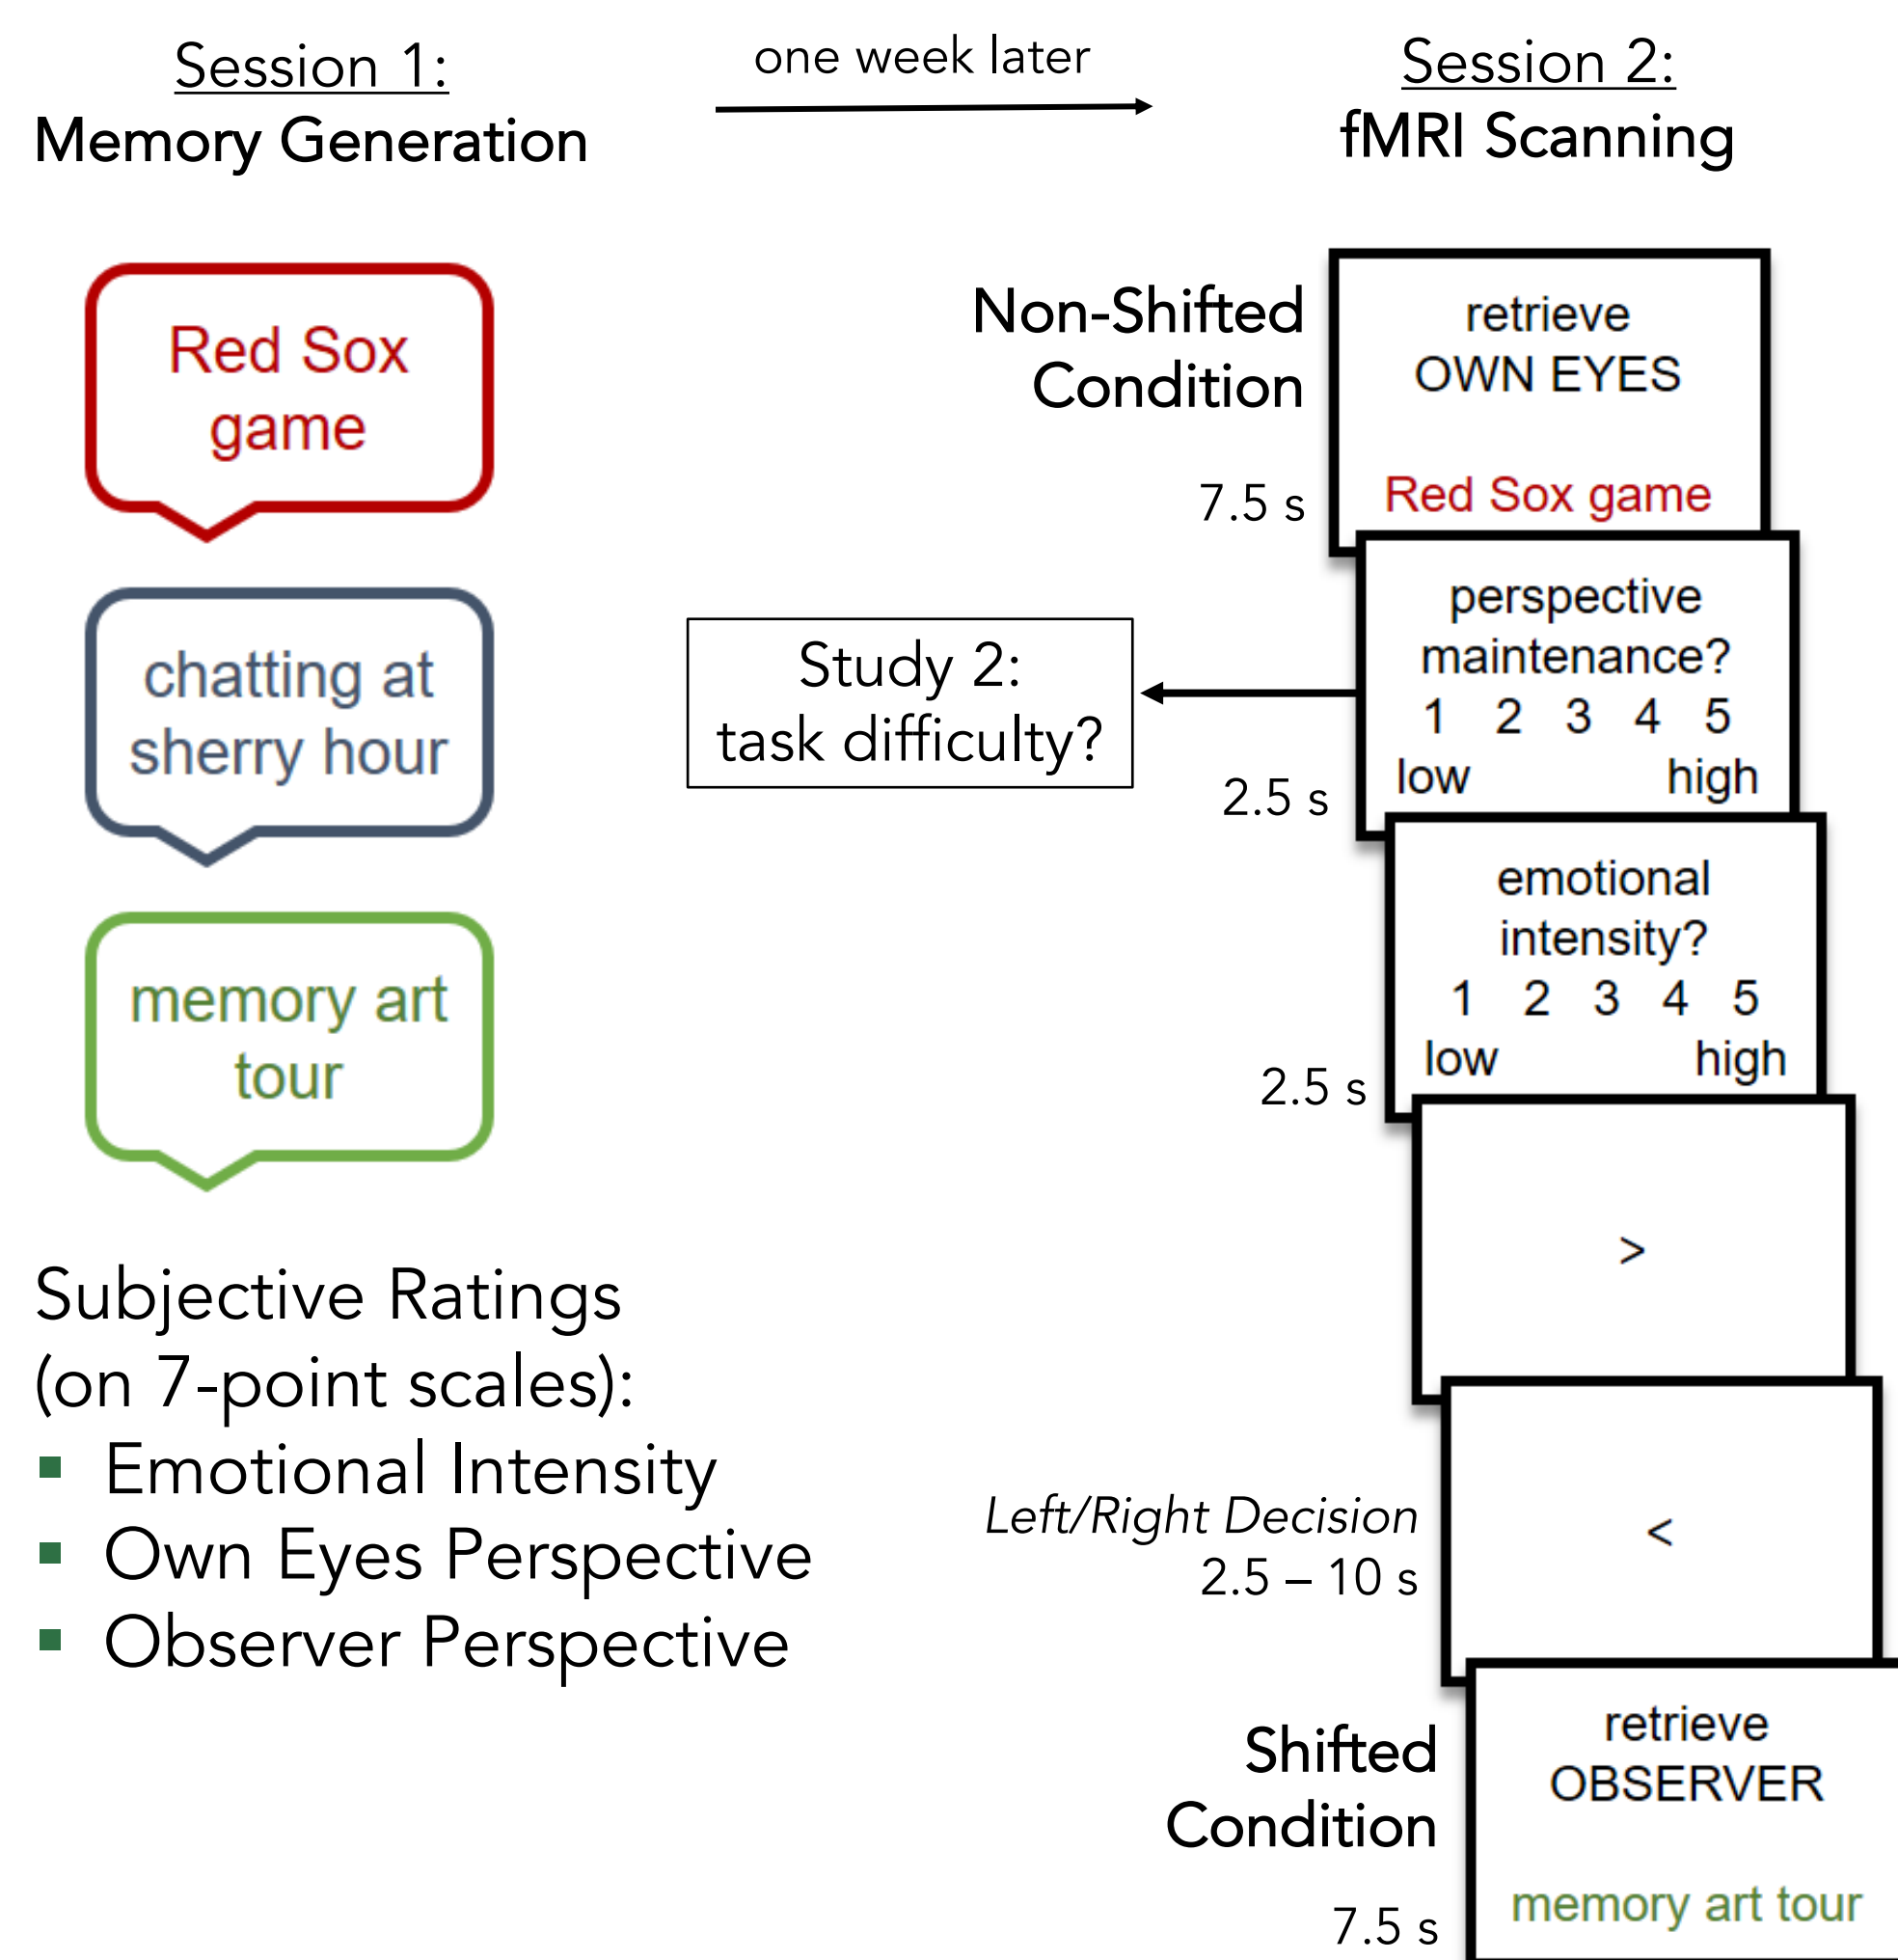 Session 1:
Memory Generation
one week later
Session 2:
fMRI Scanning
Red Sox
game
chatting at
sherry hour
memory art
tour
Subjective Ratings
(on 7-point scales):
▪ Emotional Intensity
▪ Own Eyes Perspective
▪ Observer Perspective
Non-Shifted
Condition
7.5 s
retrieve
OWN EYES
Red Sox game
Study 2:
task difficulty?
perspective
maintenance?
1 2 3 4 5
low high
2.5 s
emotional
intensity?
1 2 3 4 5
low high
2.5 s
>
<
Left/Right Decision
2.5 – 10 s
Shifted
Condition
7.5 s
retrieve
OBSERVER
memory art tour